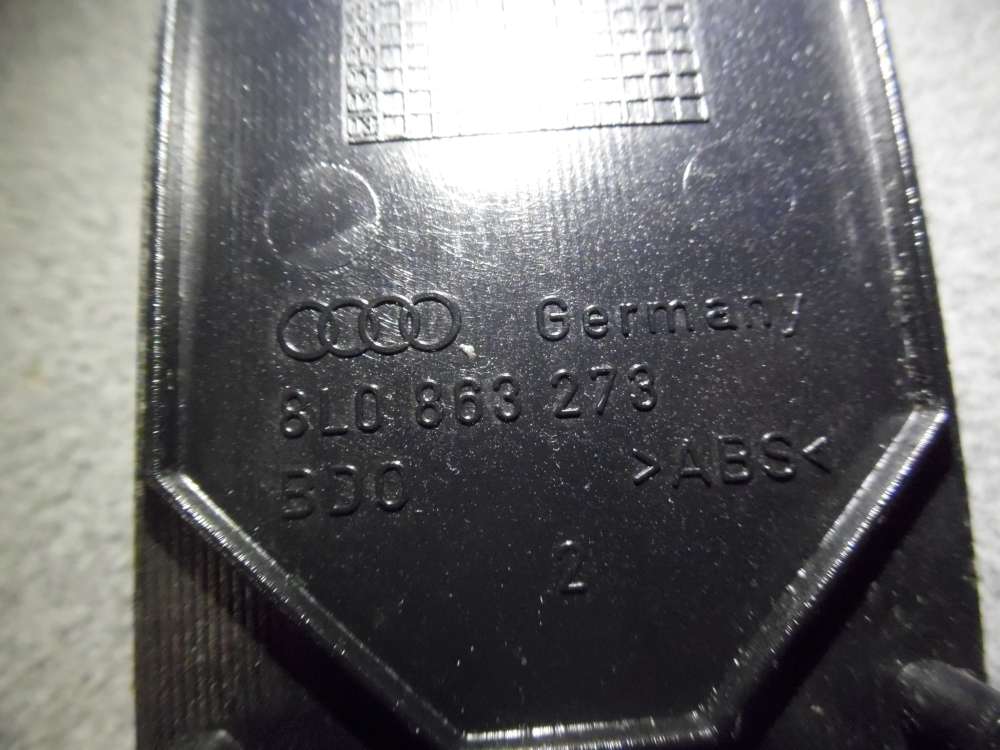 Germany
8L0 863 273
BDO >ABS<
2